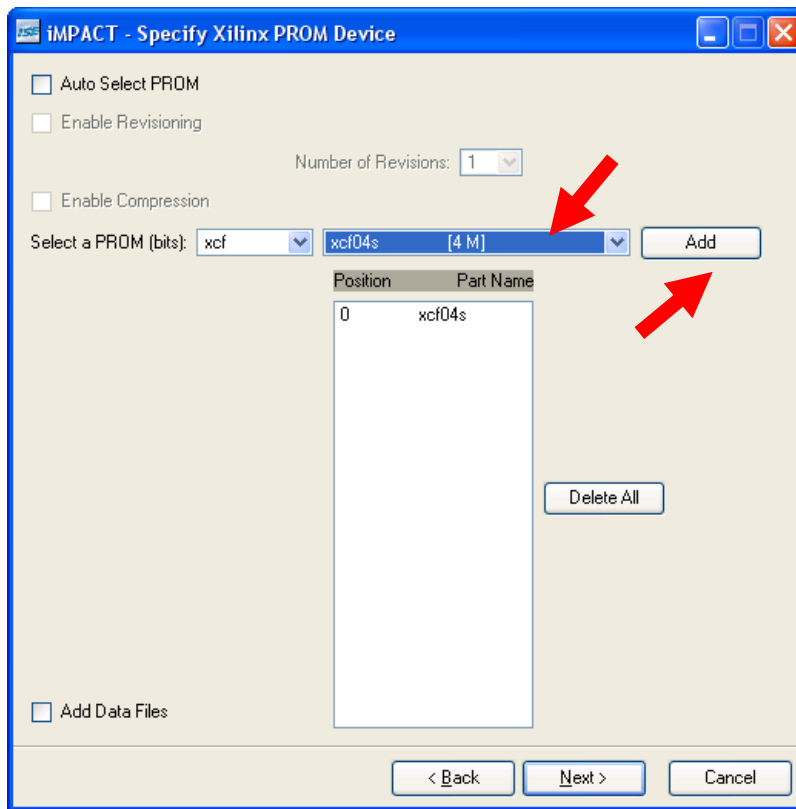 ISE iMPACT - Specify Xilinx PROM Device
Auto Select PROM
Enable Revisioning
Number of Revisions: 1
Enable Compression
Select a PROM (bits): xcf xcf04s [4 M] Add
Position Part Name
0 xcf04s
Delete All
Add Data Files
< Back Next > Cancel